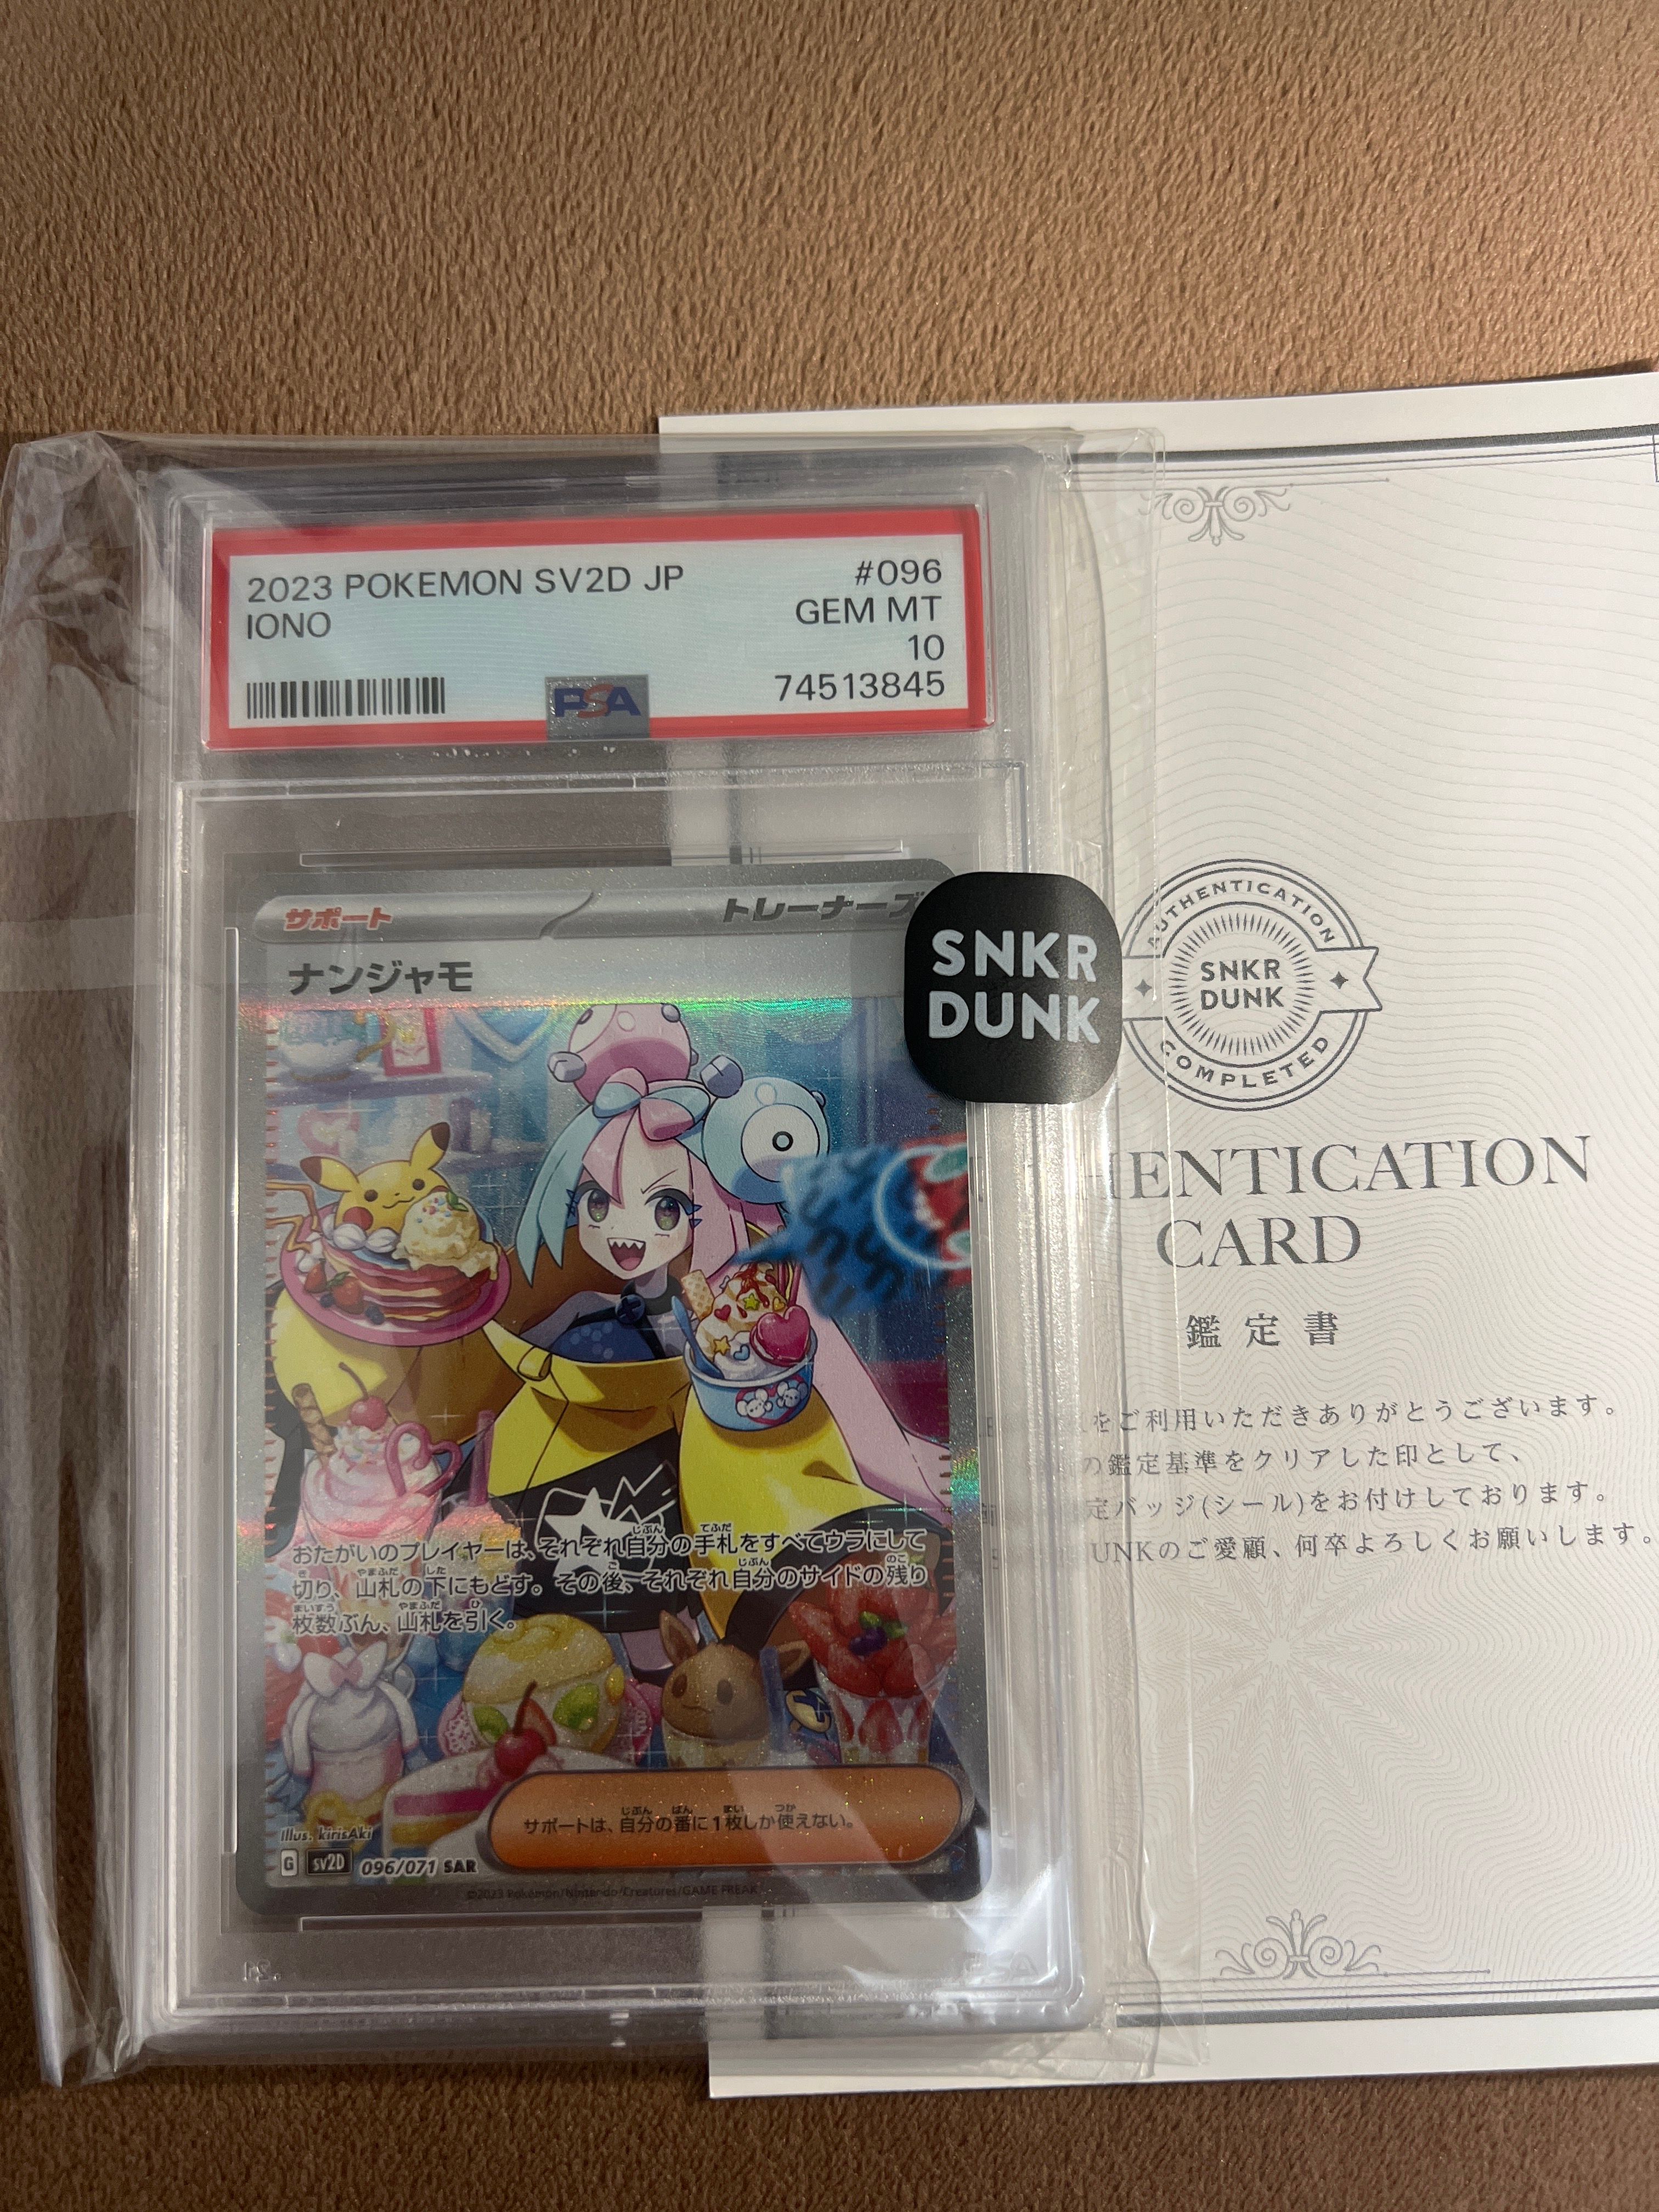 2023 POKEMON SV2D JP #096
IONO GEM MT
10
74513845
PSA
サポート トレーナーズ
ナンジャモ
SNKR
DUNK
AUTHENTICATION
SNKR
DUNK
COMPLETED
ENTICATION
CARD
鑑定書
をご利用いただきありがとうございます。
の鑑定基準をクリアした印として、
定バッジ(シール)をお付けしております。
UNKのご愛顧、何卒よろしくお願いします。
おたがいのプレイヤーは、それぞれ自分の手札をすべてウラにして
切り、山札の下にもどす。その後、それぞれ自分のサイドの残り
枚数ぶん、山札を引く。
サポートは、自分の番に1枚しか使えない。
Illus. kirisAki
G SV2D 096/071 SAR
©2023 Pokémon/Nintendo/Creatures/GAME FREAK